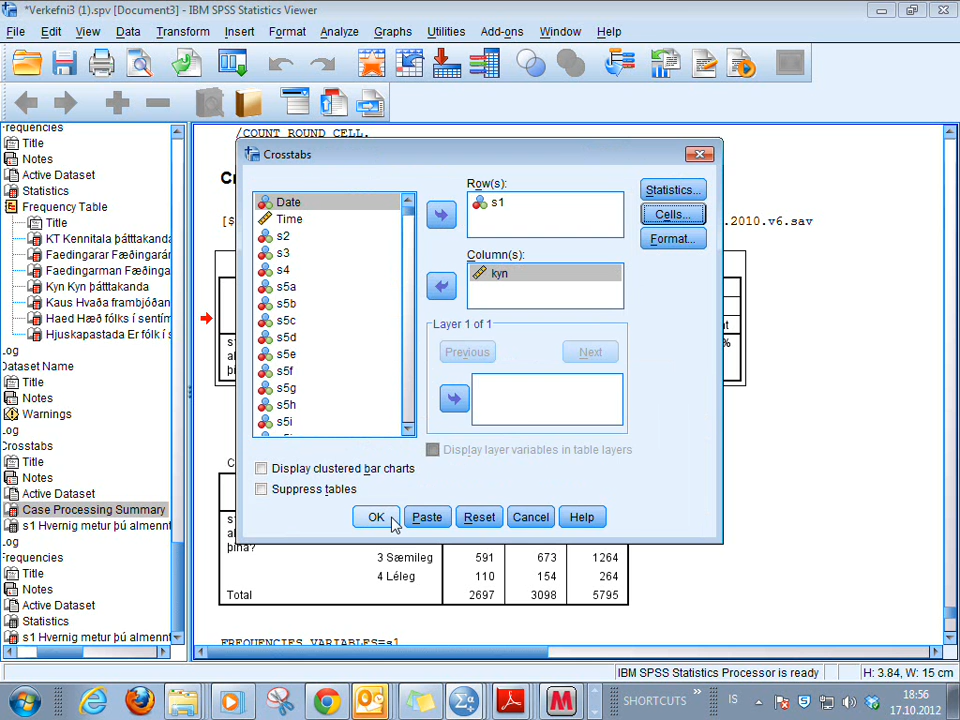 *Verkefni3 (1).spv [Document3] - IBM SPSS Statistics Viewer
File Edit View Data Transform Insert Format Analyze Graphs Utilities Add-ons Window Help
requencies
Title
Notes
Active Dataset
Statistics
Frequency Table
Title
KT Kennitala þátttakanda
Faedingarar Fæðingarár
Faedingarman Fæðinga
Kyn Kyn þátttakanda
Kaus Hvaða frambjóðan
Haed Hæð fólks í sentím
Hjuskapastada Er fólk í s
og
Dataset Name
Title
Notes
Warnings
og
Crosstabs
Title
Notes
Active Dataset
Case Processing Summary
s1 Hvernig metur þú almennt
og
Frequencies
Title
Notes
Active Dataset
Statistics
s1 Hvernig metur þú almennt
/COUNT ROUND CELL.
.2010.v6.sav
%
3 Sæmileg 591 673 1264
4 Léleg 110 154 264
Total 2697 3098 5795
FREQUENCIES VARIABLES=s1
Crosstabs
Date
Time
s2
s3
s4
s5a
s5b
s5c
s5d
s5e
s5f
s5g
s5h
s5i
Row(s):
s1
Column(s):
kyn
Layer 1 of 1
Previous Next
Display layer variables in table layers
Statistics...
Cells...
Format...
Display clustered bar charts
Suppress tables
OK Paste Reset Cancel Help
IBM SPSS Statistics Processor is ready H: 3.84, W: 15 cm
SHORTCUTS » IS 18:56
17.10.2012